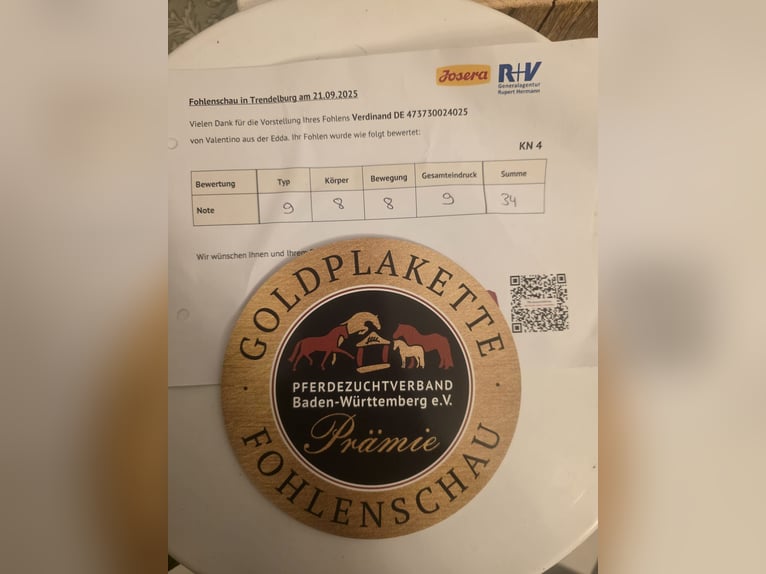 Josera
R+V
Generalagentur
Rupert Hermann
Fohlenschau in Trendelburg am 21.09.2025
Vielen Dank für die Vorstellung Ihres Fohlens Verdinand DE 473730024025
von Valentino aus der Edda. Ihr Fohlen wurde wie folgt bewertet:
KN 4
Bewertung Typ Körper Bewegung Gesamteindruck Summe
Note 9 8 8 9 34
Wir wünschen Ihnen und Ihrem
GOLDPLAKETTE
PFERDEZUCHTVERBAND
Baden-Württemberg e.V.
Prämie
FOHLENSCHAU